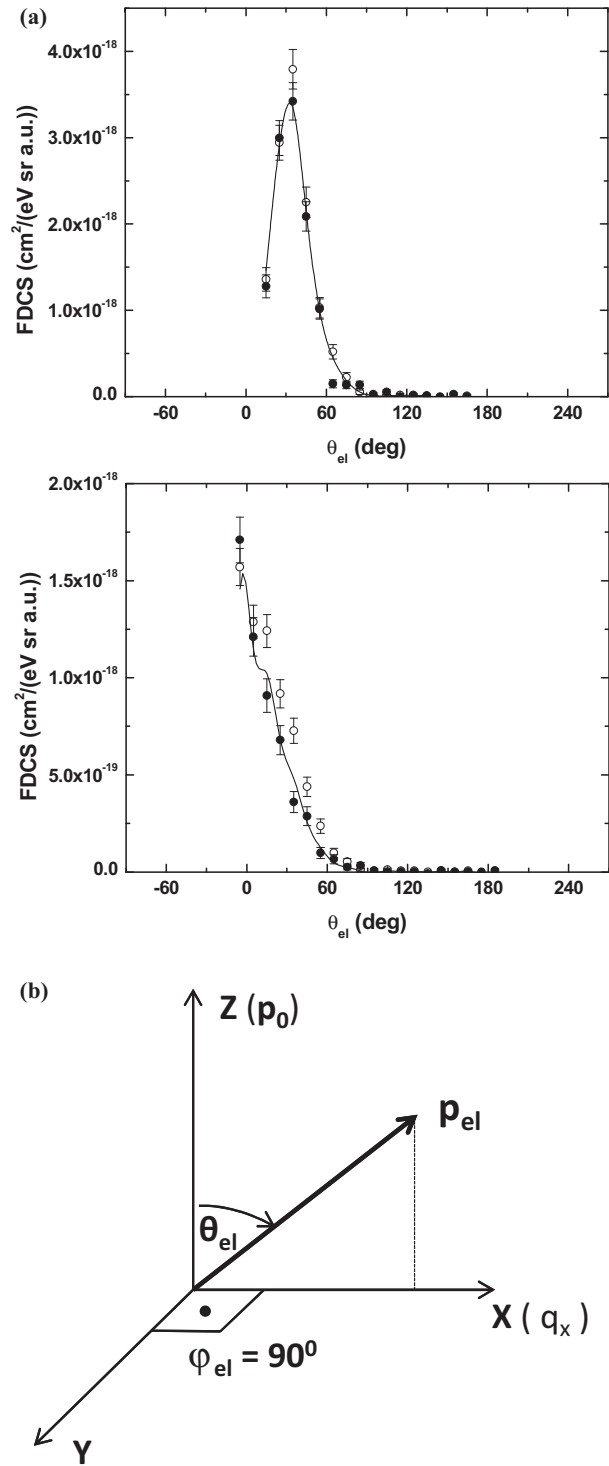 (a)
4.0x10⁻¹⁸
3.0x10⁻¹⁸
2.0x10⁻¹⁸
1.0x10⁻¹⁸
0.0
FDCS (cm²/(eV sr a.u.))
-60 0 60 120 180 240
θel (deg)
2.0x10⁻¹⁸
1.5x10⁻¹⁸
1.0x10⁻¹⁸
5.0x10⁻¹⁹
0.0
FDCS (cm²/(eV sr a.u.))
-60 0 60 120 180 240
θel (deg)
(b)
Z (p₀)
pel
θel
X ( qₓ )
φel = 90⁰
Y